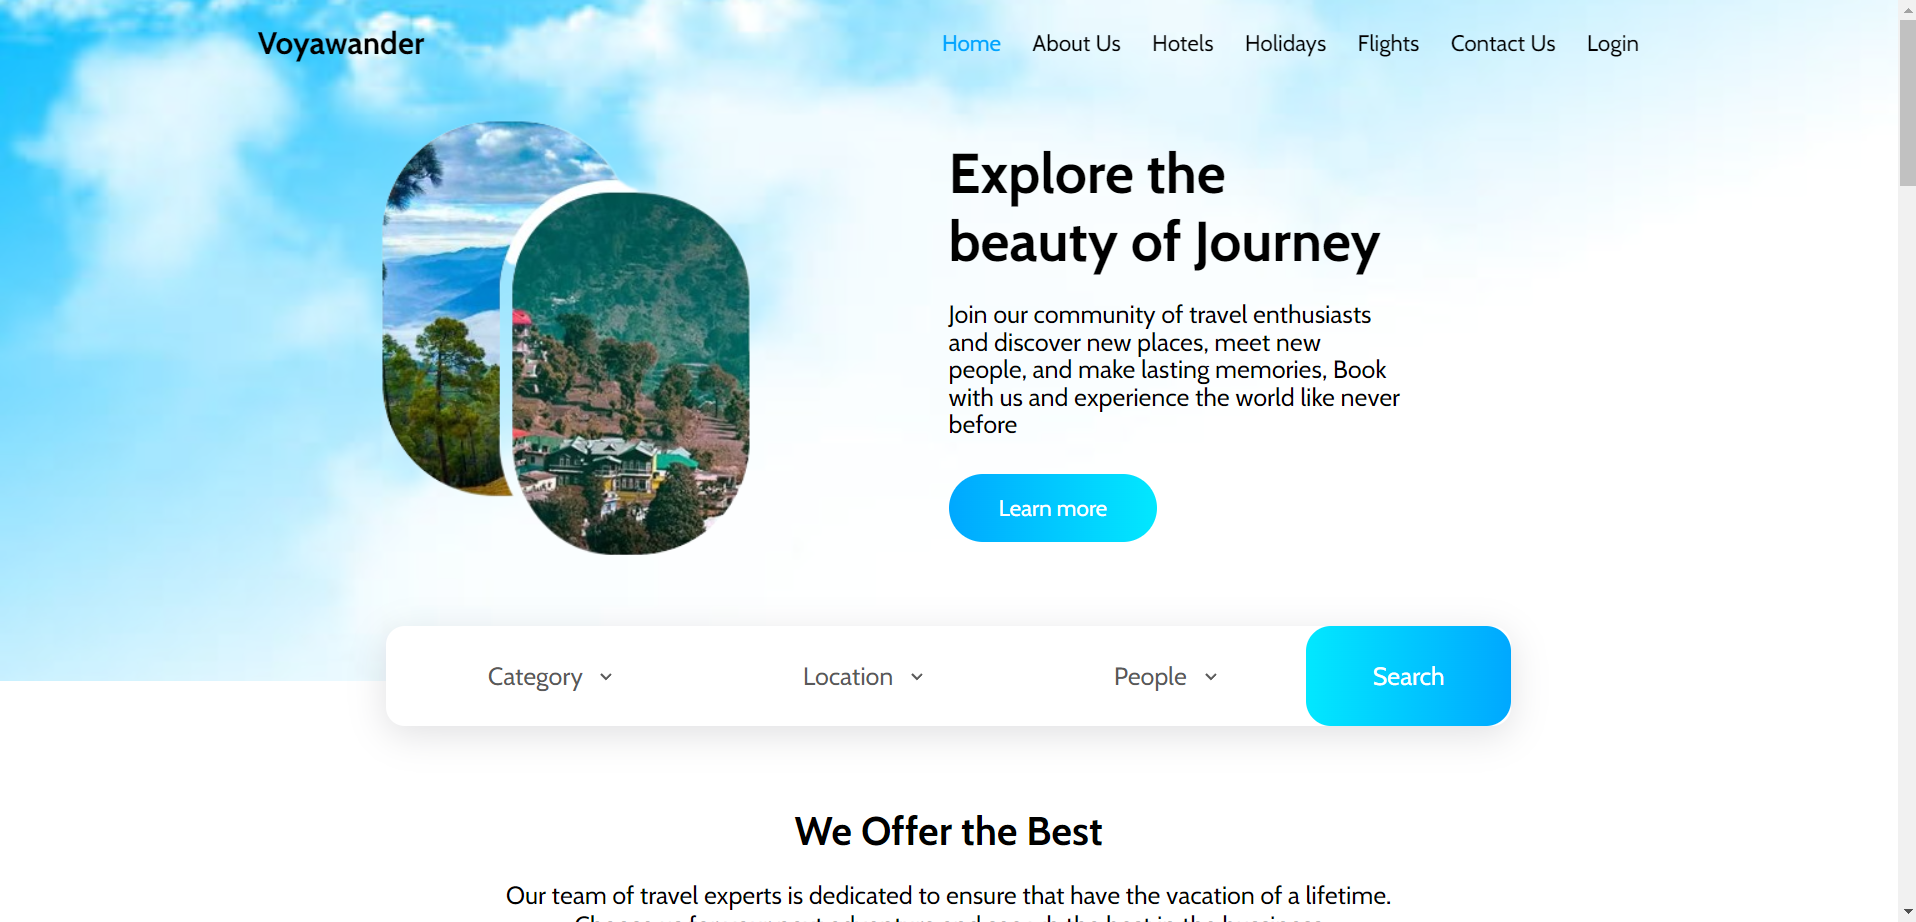 Voyawander
Home About Us Hotels Holidays Flights Contact Us Login
Explore the
beauty of Journey
Join our community of travel enthusiasts
and discover new places, meet new
people, and make lasting memories, Book
with us and experience the world like never
before
Learn more
Category Location People Search
We Offer the Best
Our team of travel experts is dedicated to ensure that have the vacation of a lifetime.